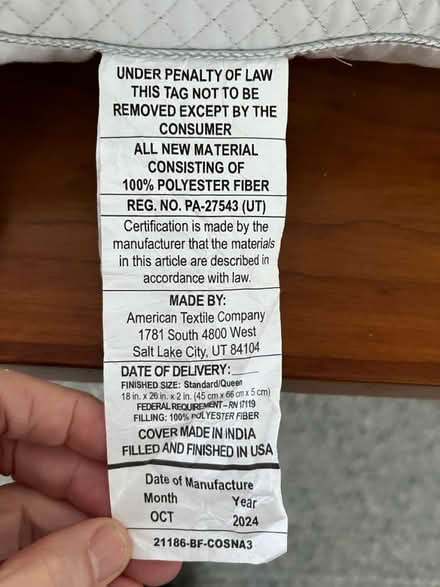 UNDER PENALTY OF LAW
THIS TAG NOT TO BE
REMOVED EXCEPT BY THE
CONSUMER
ALL NEW MATERIAL
CONSISTING OF
100% POLYESTER FIBER
REG. NO. PA-27543 (UT)
Certification is made by the
manufacturer that the materials
in this article are described in
accordance with law.
MADE BY:
American Textile Company
1781 South 4800 West
Salt Lake City, UT 84104
DATE OF DELIVERY:___
FINISHED SIZE: Standard/Queen
18 in. x 26 in. x 2 in. (45 cm x 66 cm x 5 cm)
FEDERAL REQUIREMENT – RN 17119
FILLING: 100% POLYESTER FIBER
COVER MADE IN INDIA
FILLED AND FINISHED IN USA
Date of Manufacture
Month Year
OCT 2024
21186-BF-COSNA3